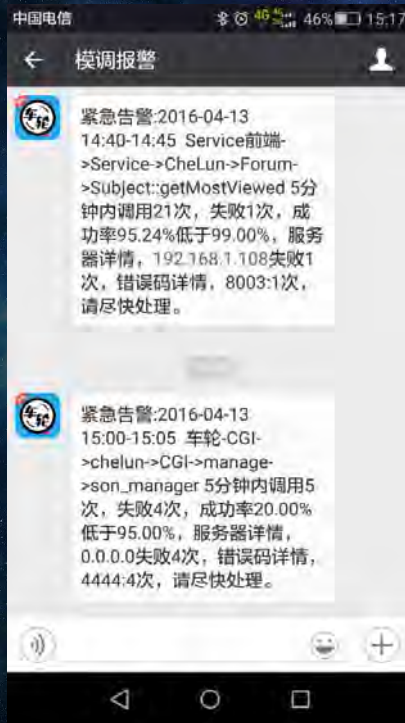 中国电信 4G 46% 15:17
模调报警
紧急告警:2016-04-13
14:40-14:45 Service前端-
>Service->CheLun->Forum-
>Subject::getMostViewed 5分
钟内调用21次，失败1次，成
功率95.24%低于99.00%，服务
器详情，192.168.1.108失败1
次，错误码详情，8003:1次，
请尽快处理。
车轮
紧急告警:2016-04-13
15:00-15:05 车轮-CGI-
>chelun->CGI->manage-
>son_manager 5分钟内调用5
次，失败4次，成功率20.00%
低于95.00%，服务器详情，
0.0.0.0失败4次，错误码详情，
4444:4次，请尽快处理。
车轮